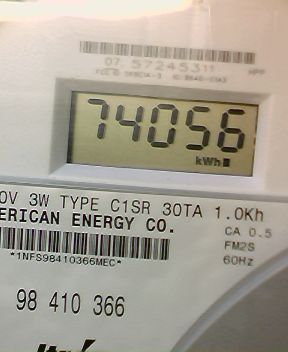 07. 57245311
74056
kWh
0V 3W TYPE C1SR 30TA 1.0Kh
ERICAN ENERGY CO.
CA 0.5
FM2S
60Hz
*1NFS98410366MEC*
98 410 366